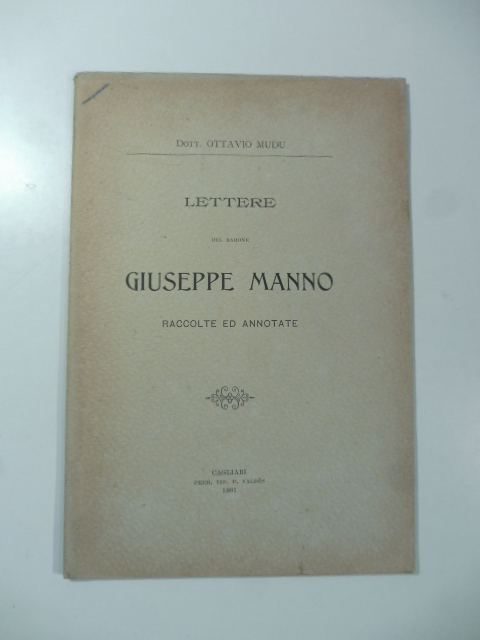 Dott. OTTAVIO MUDU
LETTERE
DEL BARONE
GIUSEPPE MANNO
RACCOLTE ED ANNOTATE
CAGLIARI
PREM. TIP. P. VALDÈS
1901